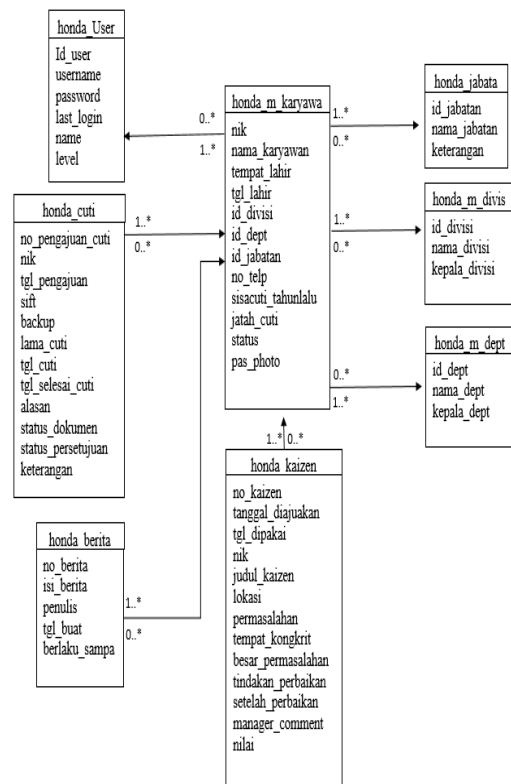 honda_User
Id_user
username
password
last_login
name
level
honda_cuti
no_pengajuan_cuti
nik
tgl_pengajuan
sift
backup
lama_cuti
tgl_cuti
tgl_selesai_cuti
alasan
status_dokumen
status_persetujuan
keterangan
honda_berita
no_berita
isi_berita
penulis
tgl_buat
berlaku_sampa
0..*
1..*
1..*
0..*
1..*
0..*
honda_m_karyawa
nik
nama_karyawan
tempat_lahir
tgl_lahir
id_divisi
id_dept
id_jabatan
no_telp
sisacuti_tahunlalu
jatah_cuti
status
pas_photo
1..* 0..*
honda_kaizen
no_kaizen
tanggal_diajuakan
tgl_dipakai
nik
judul_kaizen
lokasi
permasalahan
tempat_kongkrit
besar_permasalahan
tindakan_perbaikan
setelah_perbaikan
manager_comment
nilai
1..*
0..*
1..*
0..*
0..*
1..*
honda_jabata
id_jabatan
nama_jabatan
keterangan
honda_m_divis
id_divisi
nama_divisi
kepala_divisi
honda_m_dept
id_dept
nama_dept
kepala_dept